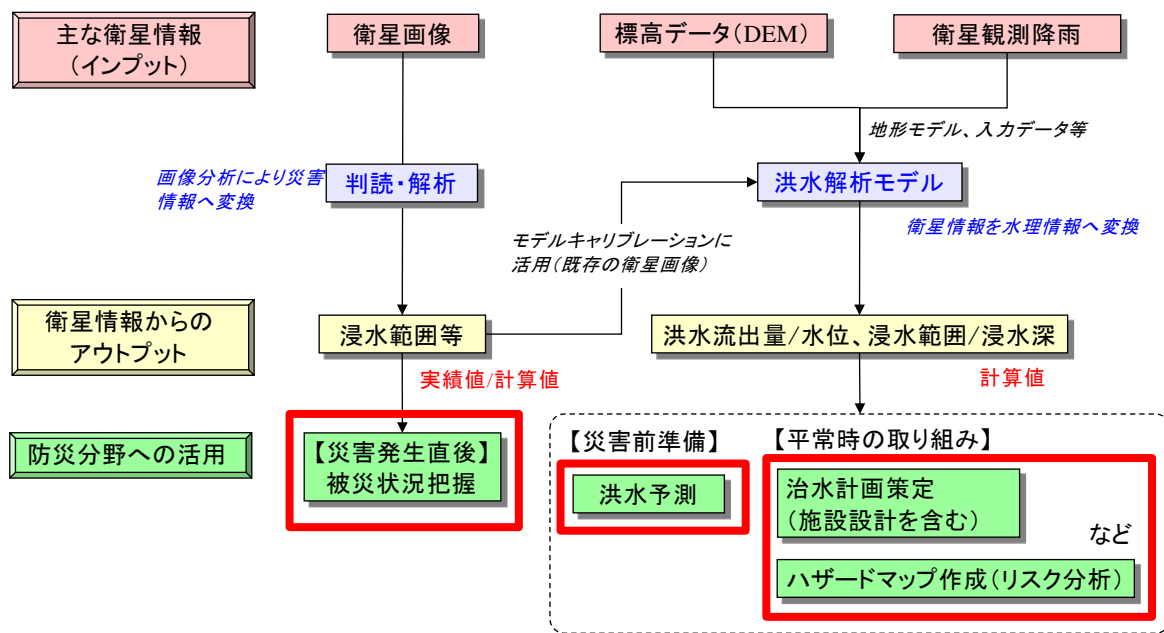 主な衛星情報
(インプット)
衛星画像
標高データ(DEM)
衛星観測降雨
地形モデル、入力データ等
画像分析により災害
情報へ変換
判読・解析
洪水解析モデル
モデルキャリブレーションに
活用(既存の衛星画像)
衛星情報を水理情報へ変換
衛星情報からの
アウトプット
浸水範囲等
洪水流出量/水位、浸水範囲/浸水深
実績値/計算値
計算値
防災分野への活用
【災害発生直後】
被災状況把握
【災害前準備】
洪水予測
【平常時の取り組み】
治水計画策定
(施設設計を含む)
など
ハザードマップ作成(リスク分析)